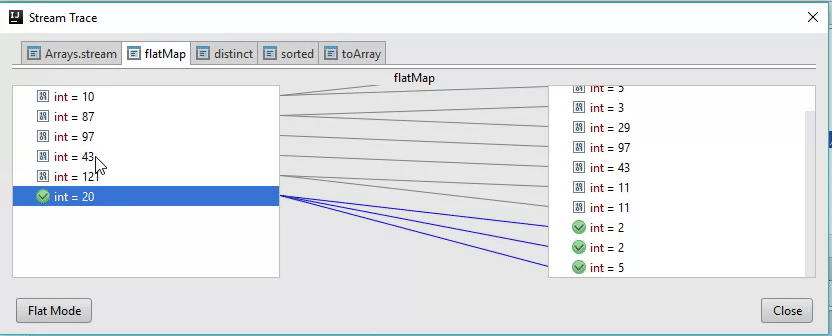 Stream Trace
Arrays.stream flatMap distinct sorted toArray
flatMap
int = 10
int = 87
int = 97
int = 43
int = 121
int = 20
int = 5
int = 3
int = 29
int = 97
int = 43
int = 11
int = 11
int = 2
int = 2
int = 5
Flat Mode
Close